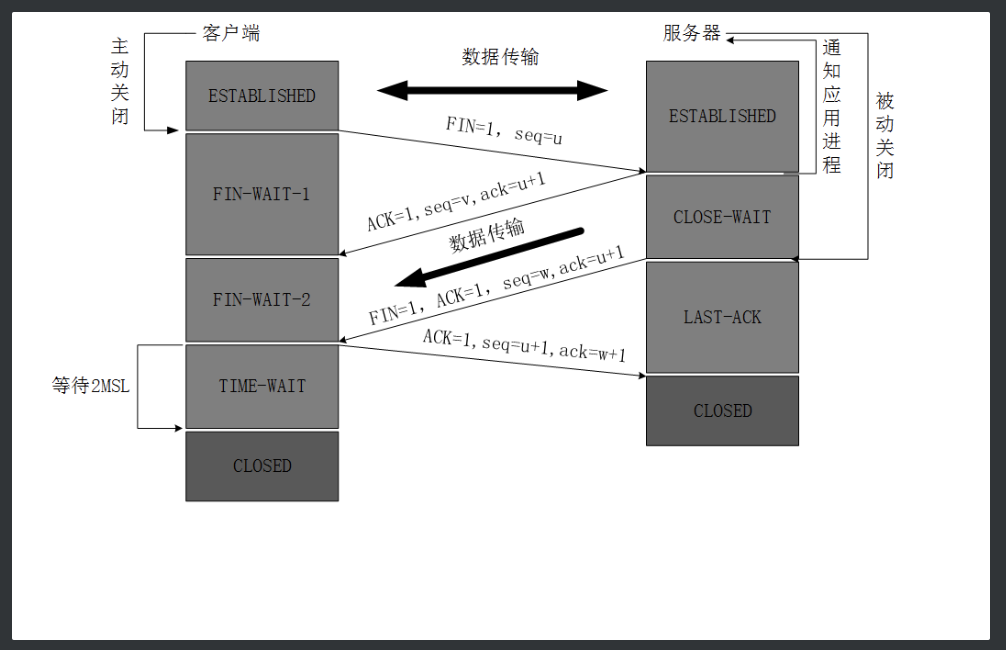 客户端
服务器
主动关闭
数据传输
通知应用进程
被动关闭
ESTABLISHED
ESTABLISHED
FIN=1, seq=u
FIN-WAIT-1
ACK=1,seq=v,ack=u+1
CLOSE-WAIT
数据传输
FIN=1, ACK=1, seq=w,ack=u+1
FIN-WAIT-2
LAST-ACK
ACK=1,seq=u+1,ack=w+1
等待2MSL
TIME-WAIT
CLOSED
CLOSED